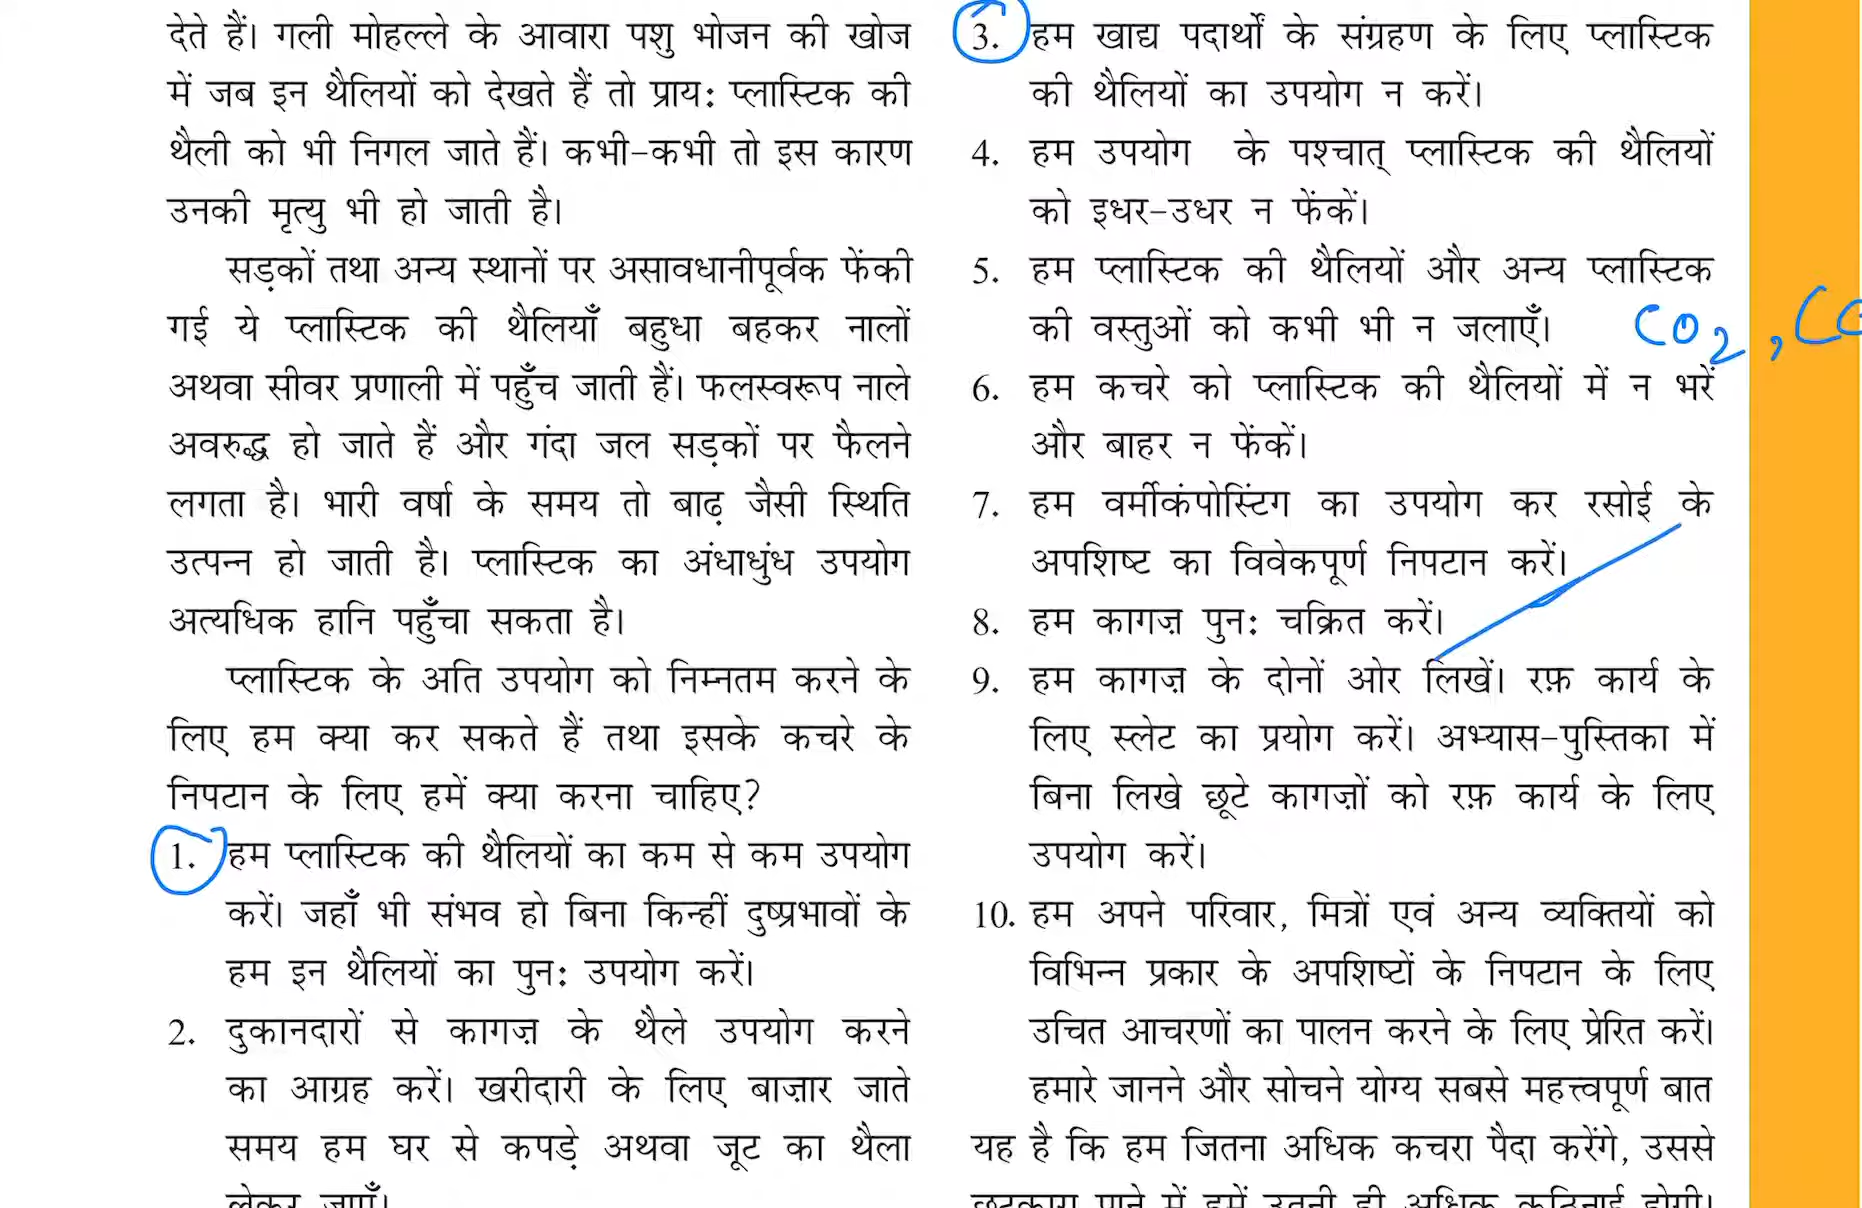 देते हैं। गली मोहल्ले के आवारा पशु भोजन की खोज
में जब इन थैलियों को देखते हैं तो प्राय: प्लास्टिक की
थैली को भी निगल जाते हैं। कभी-कभी तो इस कारण
उनकी मृत्यु भी हो जाती है।
सड़कों तथा अन्य स्थानों पर असावधानीपूर्वक फेंकी
गई ये प्लास्टिक की थैलियाँ बहुधा बहकर नालों
अथवा सीवर प्रणाली में पहुँच जाती हैं। फलस्वरूप नाले
अवरुद्ध हो जाते हैं और गंदा जल सड़कों पर फैलने
लगता है। भारी वर्षा के समय तो बाढ़ जैसी स्थिति
उत्पन्न हो जाती है। प्लास्टिक का अंधाधुंध उपयोग
अत्यधिक हानि पहुँचा सकता है।
प्लास्टिक के अति उपयोग को निम्नतम करने के
लिए हम क्या कर सकते हैं तथा इसके कचरे के
निपटान के लिए हमें क्या करना चाहिए?
1. हम प्लास्टिक की थैलियों का कम से कम उपयोग
करें। जहाँ भी संभव हो बिना किन्हीं दुष्प्रभावों के
हम इन थैलियों का पुन: उपयोग करें।
2. दुकानदारों से कागज़ के थैले उपयोग करने
का आग्रह करें। खरीदारी के लिए बाज़ार जाते
समय हम घर से कपड़े अथवा जूट का थैला
लेकर जाएँ।
3. हम खाद्य पदार्थों के संग्रहण के लिए प्लास्टिक
की थैलियों का उपयोग न करें।
4. हम उपयोग के पश्चात् प्लास्टिक की थैलियों
को इधर-उधर न फेंकें।
5. हम प्लास्टिक की थैलियों और अन्य प्लास्टिक
की वस्तुओं को कभी भी न जलाएँ।
CO2, C
6. हम कचरे को प्लास्टिक की थैलियों में न भरें
और बाहर न फेंकें।
7. हम वर्मीकंपोस्टिंग का उपयोग कर रसोई के
अपशिष्ट का विवेकपूर्ण निपटान करें।
8. हम कागज़ पुन: चक्रित करें।
9. हम कागज़ के दोनों ओर लिखें। रफ़ कार्य के
लिए स्लेट का प्रयोग करें। अभ्यास-पुस्तिका में
बिना लिखे छूटे कागज़ों को रफ़ कार्य के लिए
उपयोग करें।
10. हम अपने परिवार, मित्रों एवं अन्य व्यक्तियों को
विभिन्न प्रकार के अपशिष्टों के निपटान के लिए
उचित आचरणों का पालन करने के लिए प्रेरित करें।
हमारे जानने और सोचने योग्य सबसे महत्त्वपूर्ण बात
यह है कि हम जितना अधिक कचरा पैदा करेंगे, उससे
छुटकारा पाने में हमें उतनी ही अधिक कठिनाई होगी।